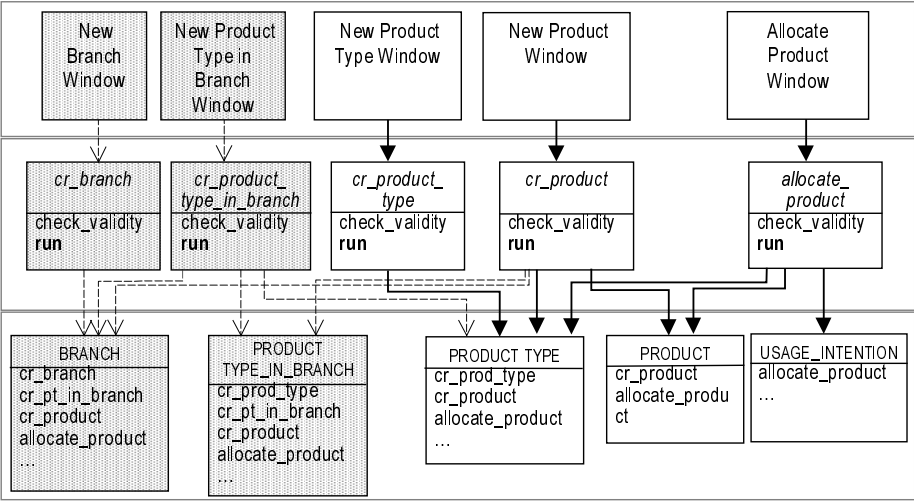 New
Branch
Window
New Product
Type in
Branch
Window
New Product
Type Window
New Product
Window
Allocate
Product
Window
cr_branch
check_validity
run
cr_product_
type_in_branch
check_validity
run
cr_product_
type
check_validity
run
cr_product
check_validity
run
allocate_
product
check_validity
run
BRANCH
cr_branch
cr_pt_in_branch
cr_product
allocate_product
…
PRODUCT
TYPE_IN_BRANCH
cr_prod_type
cr_pt_in_branch
cr_product
allocate_product
…
PRODUCT TYPE
cr_prod_type
cr_product
allocate_product
…
PRODUCT
cr_product
allocate_produ
ct
USAGE_INTENTION
allocate_product
…